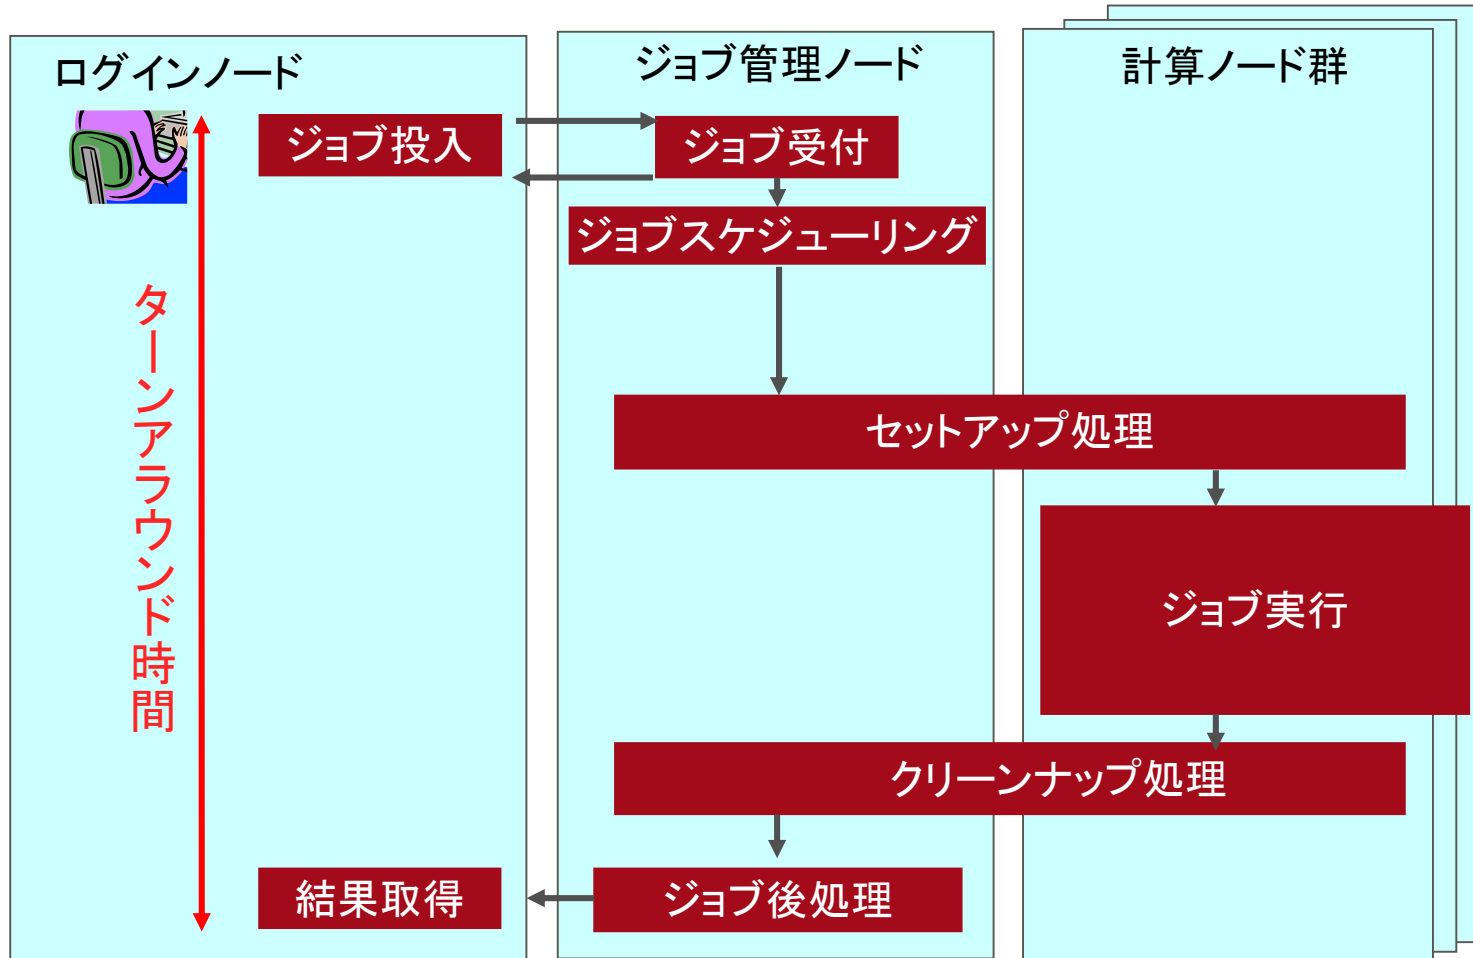 ログインノード
ジョブ管理ノード
計算ノード群
ジョブ投入
ジョブ受付
ジョブスケジューリング
ターンアラウンド時間
セットアップ処理
ジョブ実行
クリーンナップ処理
結果取得
ジョブ後処理